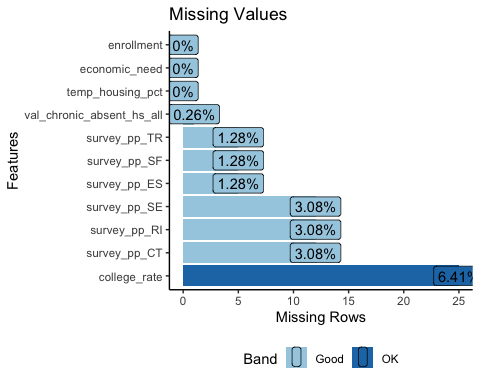 Missing Values
Features
enrollment 0%
economic_need 0%
temp_housing_pct 0%
val_chronic_absent_hs_all 0.26%
survey_pp_TR 1.28%
survey_pp_SF 1.28%
survey_pp_ES 1.28%
survey_pp_SE 3.08%
survey_pp_RI 3.08%
survey_pp_CT 3.08%
college_rate 6.41%
0 5 10 15 20 25
Missing Rows
Band Good OK